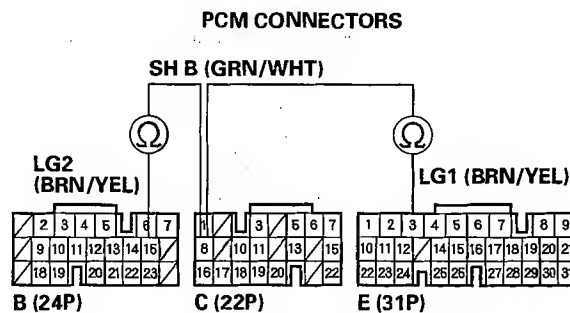 PCM CONNECTORS
SH B (GRN/WHT)
Ω Ω
LG2
(BRN/YEL)
LG1 (BRN/YEL)
2 3 4 5 6 7
9 10 11 12 13 14 15
18 19 20 21 22 23
1 3 5 6 7
8 10 11 13 15
16 17 18 19 20 22
1 2 3 4 5 6 7 8 9
10 11 12 14 15 16 17 18 19 20 21
22 23 24 25 26 27 28 29 30 31
B (24P)
C (22P)
E (31P)